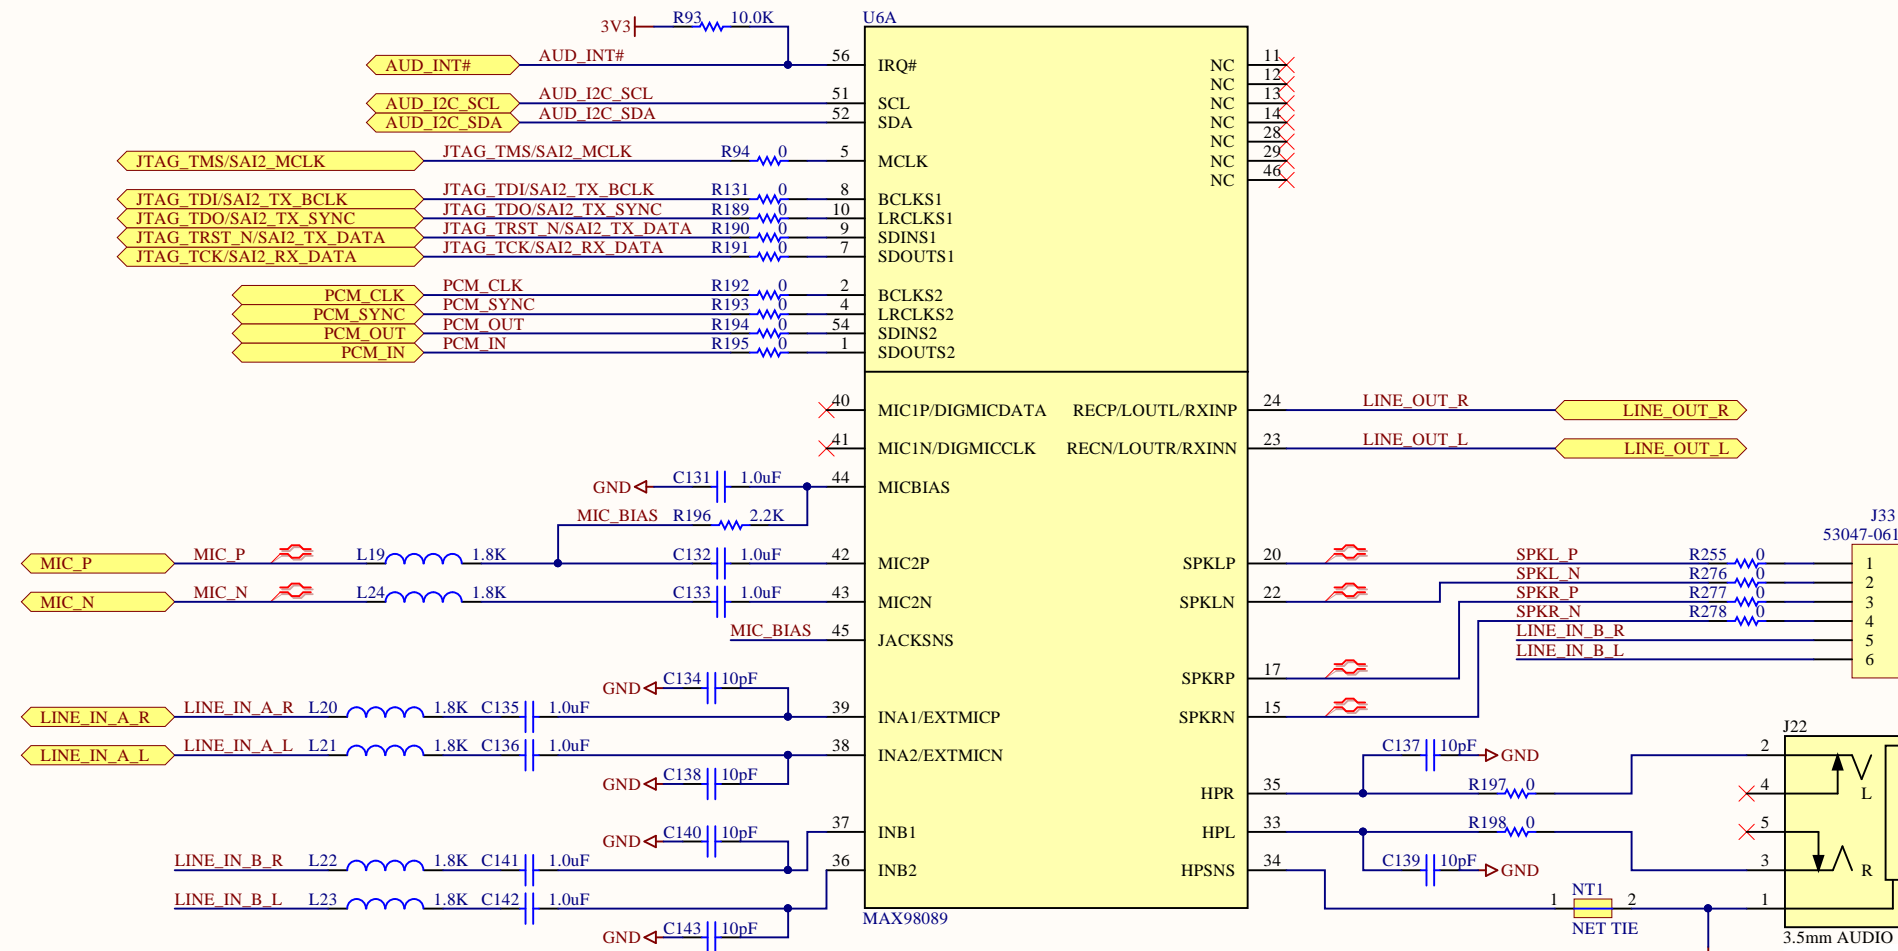 3V3 R93 10.0K U6A
AUD_INT# AUD_INT# 56 IRQ# NC 11
NC 12
AUD_I2C_SCL AUD_I2C_SCL 51 SCL NC 13
AUD_I2C_SDA AUD_I2C_SDA 52 SDA NC 14
NC 28
JTAG_TMS/SAI2_MCLK JTAG_TMS/SAI2_MCLK R94 0 5 MCLK NC 29
NC 46
JTAG_TDI/SAI2_TX_BCLK JTAG_TDI/SAI2_TX_BCLK R131 0 8 BCLKS1
JTAG_TDO/SAI2_TX_SYNC JTAG_TDO/SAI2_TX_SYNC R189 0 10 LRCLKS1
JTAG_TRST_N/SAI2_TX_DATA JTAG_TRST_N/SAI2_TX_DATA R190 0 9 SDINS1
JTAG_TCK/SAI2_RX_DATA JTAG_TCK/SAI2_RX_DATA R191 0 7 SDOUTS1
PCM_CLK PCM_CLK R192 0 2 BCLKS2
PCM_SYNC PCM_SYNC R193 0 4 LRCLKS2
PCM_OUT PCM_OUT R194 0 54 SDINS2
PCM_IN PCM_IN R195 0 1 SDOUTS2
40 MIC1P/DIGMICDATA RECP/LOUTL/RXINP 24 LINE_OUT_R LINE_OUT_R
41 MIC1N/DIGMICCLK RECN/LOUTR/RXINN 23 LINE_OUT_L LINE_OUT_L
GND C131 1.0uF 44 MICBIAS
MIC_BIAS R196 2.2K
J33
53047-061
MIC_P MIC_P L19 1.8K C132 1.0uF 42 MIC2P SPKLP 20 SPKL_P R255 0 1
SPKL_N R276 0 2
MIC_N MIC_N L24 1.8K C133 1.0uF 43 MIC2N SPKLN 22 SPKR_P R277 0 3
SPKR_N R278 0 4
MIC_BIAS 45 JACKSNS LINE_IN_B_R 5
LINE_IN_B_L 6
GND C134 10pF SPKRP 17
LINE_IN_A_R LINE_IN_A_R L20 1.8K C135 1.0uF 39 INA1/EXTMICP SPKRN 15
J22
LINE_IN_A_L LINE_IN_A_L L21 1.8K C136 1.0uF 38 INA2/EXTMICN C137 10pF GND 2
GND C138 10pF HPR 35 R197 0 4 L
GND C140 10pF 37 INB1 HPL 33 R198 0 5
LINE_IN_B_R L22 1.8K C141 1.0uF 36 INB2 HPSNS 34 C139 10pF GND 3 R
LINE_IN_B_L L23 1.8K C142 1.0uF 1 NT1 2 1
MAX98089 NET TIE
GND C143 10pF 3.5mm AUDIO